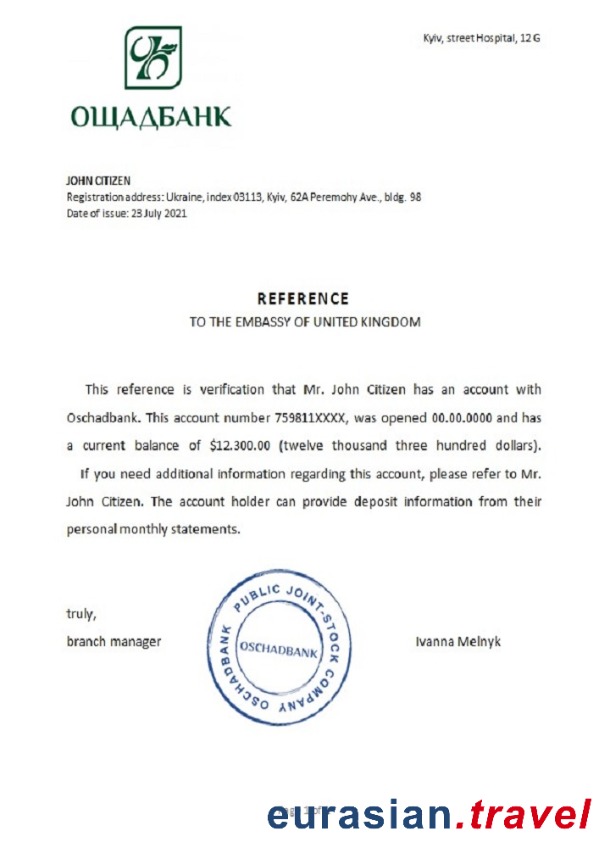 Kyiv, street Hospital, 12 G
ОЩАДБАНК
JOHN CITIZEN
Registration address: Ukraine, index 03113, Kyiv, 62A Peremohy Ave., bldg. 98
Date of issue: 23 July 2021
REFERENCE
TO THE EMBASSY OF UNITED KINGDOM
This reference is verification that Mr. John Citizen has an account with
Oschadbank. This account number 759811XXXX, was opened 00.00.0000 and has
a current balance of $12.300.00 (twelve thousand three hundred dollars).
If you need additional information regarding this account, please refer to Mr.
John Citizen. The account holder can provide deposit information from their
personal monthly statements.
truly,
branch manager
PUBLIC JOINT-STOCK COMPANY OSCHADBANK
OSCHADBANK
Ivanna Melnyk
eurasian.travel